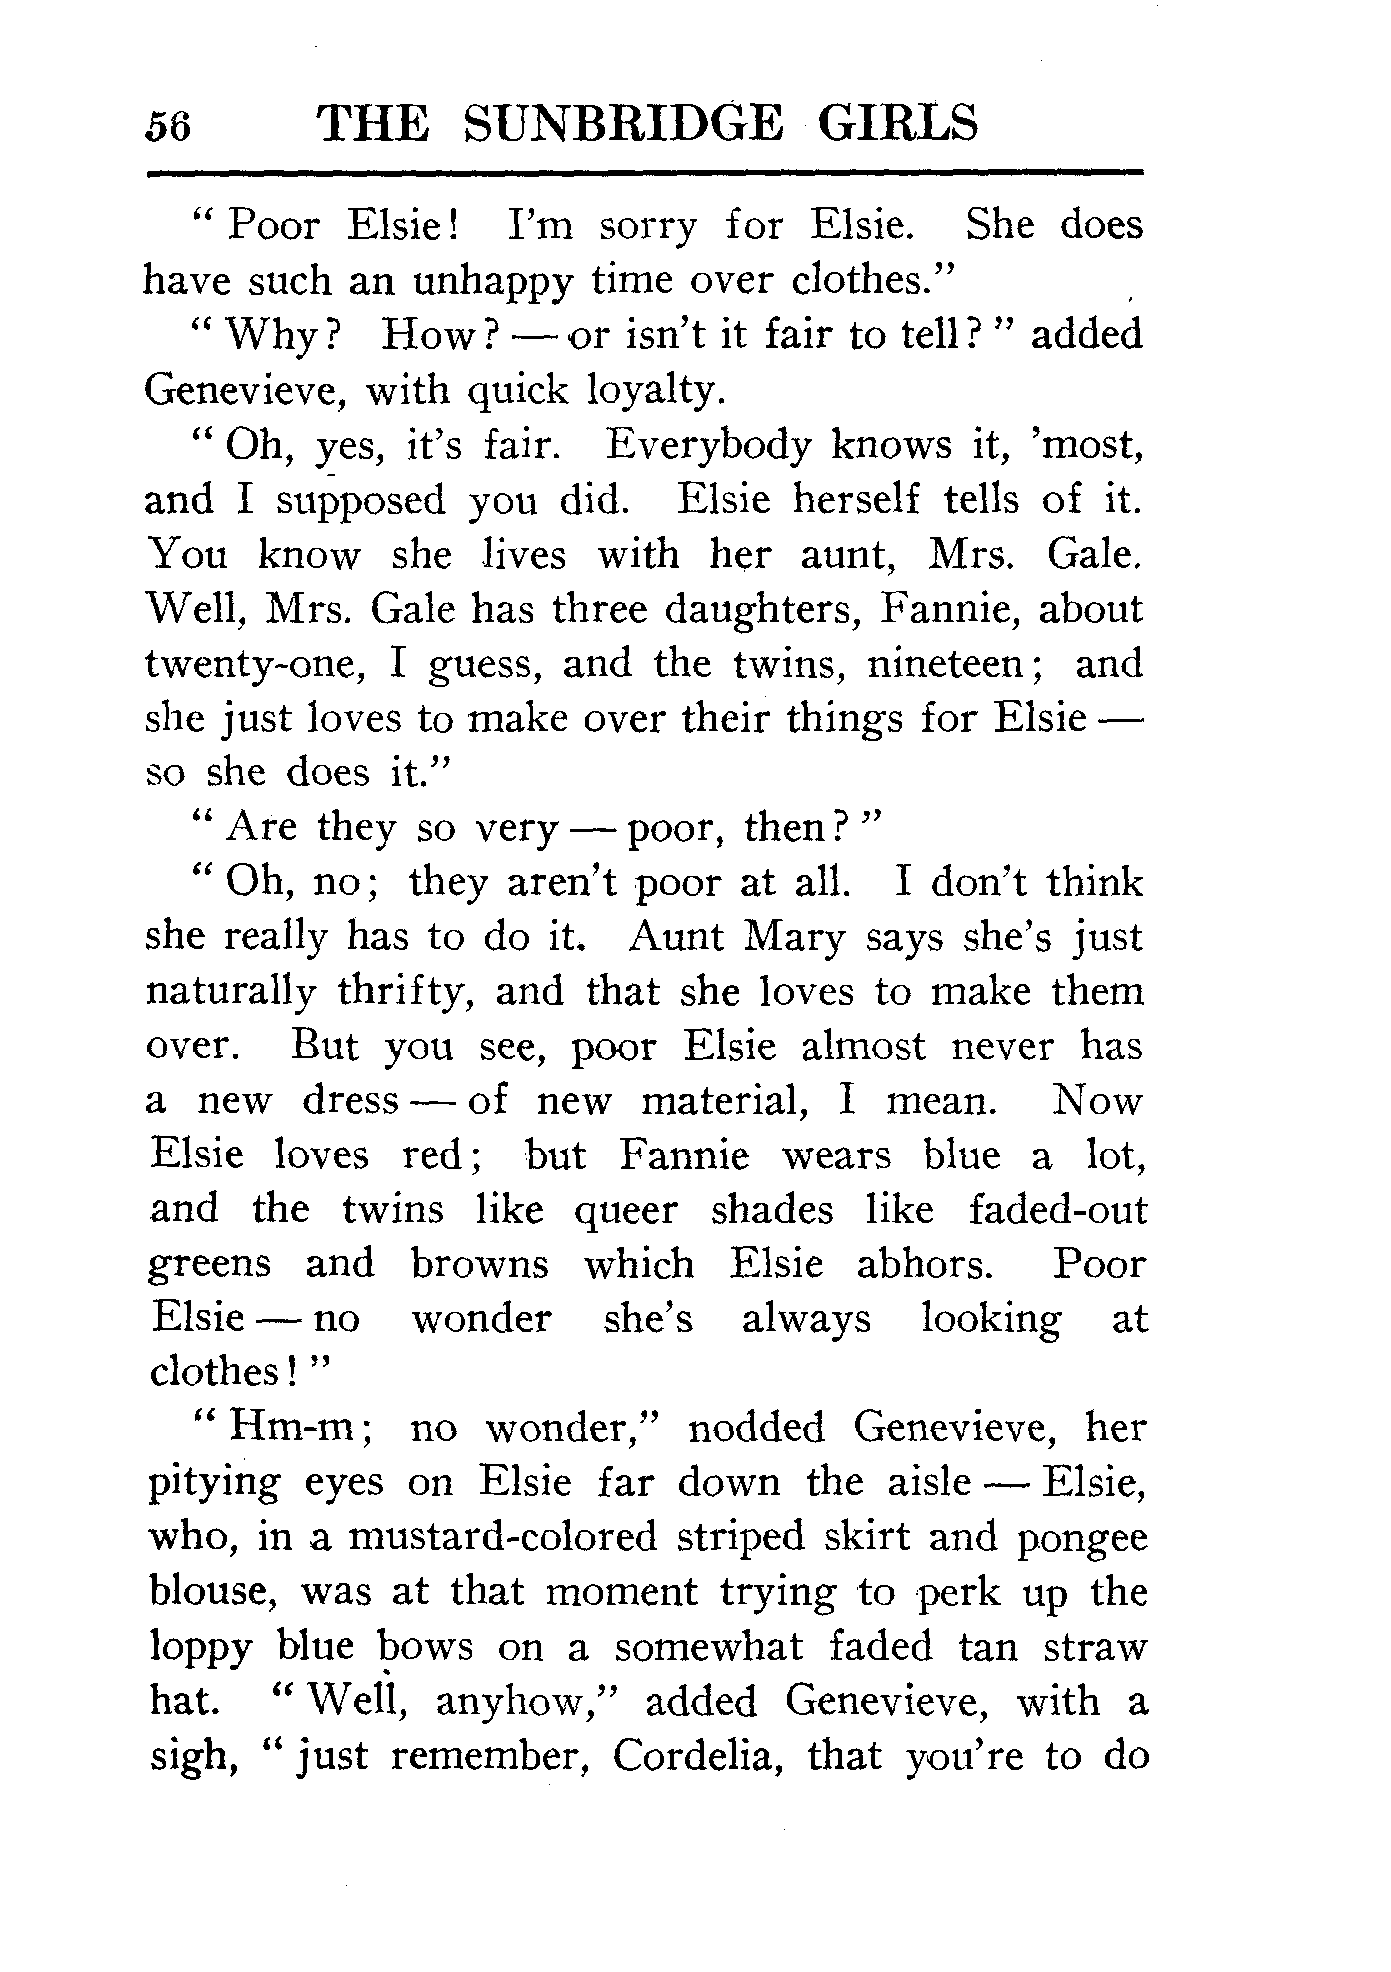 56 THE SUNBRIDGE GIRLS
“ Poor Elsie! I’m sorry for Elsie. She does
have such an unhappy time over clothes.”
“ Why? How? — or isn’t it fair to tell? ” added
Genevieve, with quick loyalty.
“ Oh, yes, it’s fair. Everybody knows it, ’most,
and I supposed you did. Elsie herself tells of it.
You know she lives with her aunt, Mrs. Gale.
Well, Mrs. Gale has three daughters, Fannie, about
twenty-one, I guess, and the twins, nineteen; and
she just loves to make over their things for Elsie —
so she does it.”
“ Are they so very — poor, then? ”
“ Oh, no; they aren’t poor at all. I don’t think
she really has to do it. Aunt Mary says she’s just
naturally thrifty, and that she loves to make them
over. But you see, poor Elsie almost never has
a new dress — of new material, I mean. Now
Elsie loves red; but Fannie wears blue a lot,
and the twins like queer shades like faded-out
greens and browns which Elsie abhors. Poor
Elsie — no wonder she’s always looking at
clothes! ”
“ Hm-m; no wonder,” nodded Genevieve, her
pitying eyes on Elsie far down the aisle — Elsie,
who, in a mustard-colored striped skirt and pongee
blouse, was at that moment trying to perk up the
loppy blue bows on a somewhat faded tan straw
hat. “ Well, anyhow,” added Genevieve, with a
sigh, “ just remember, Cordelia, that you’re to do